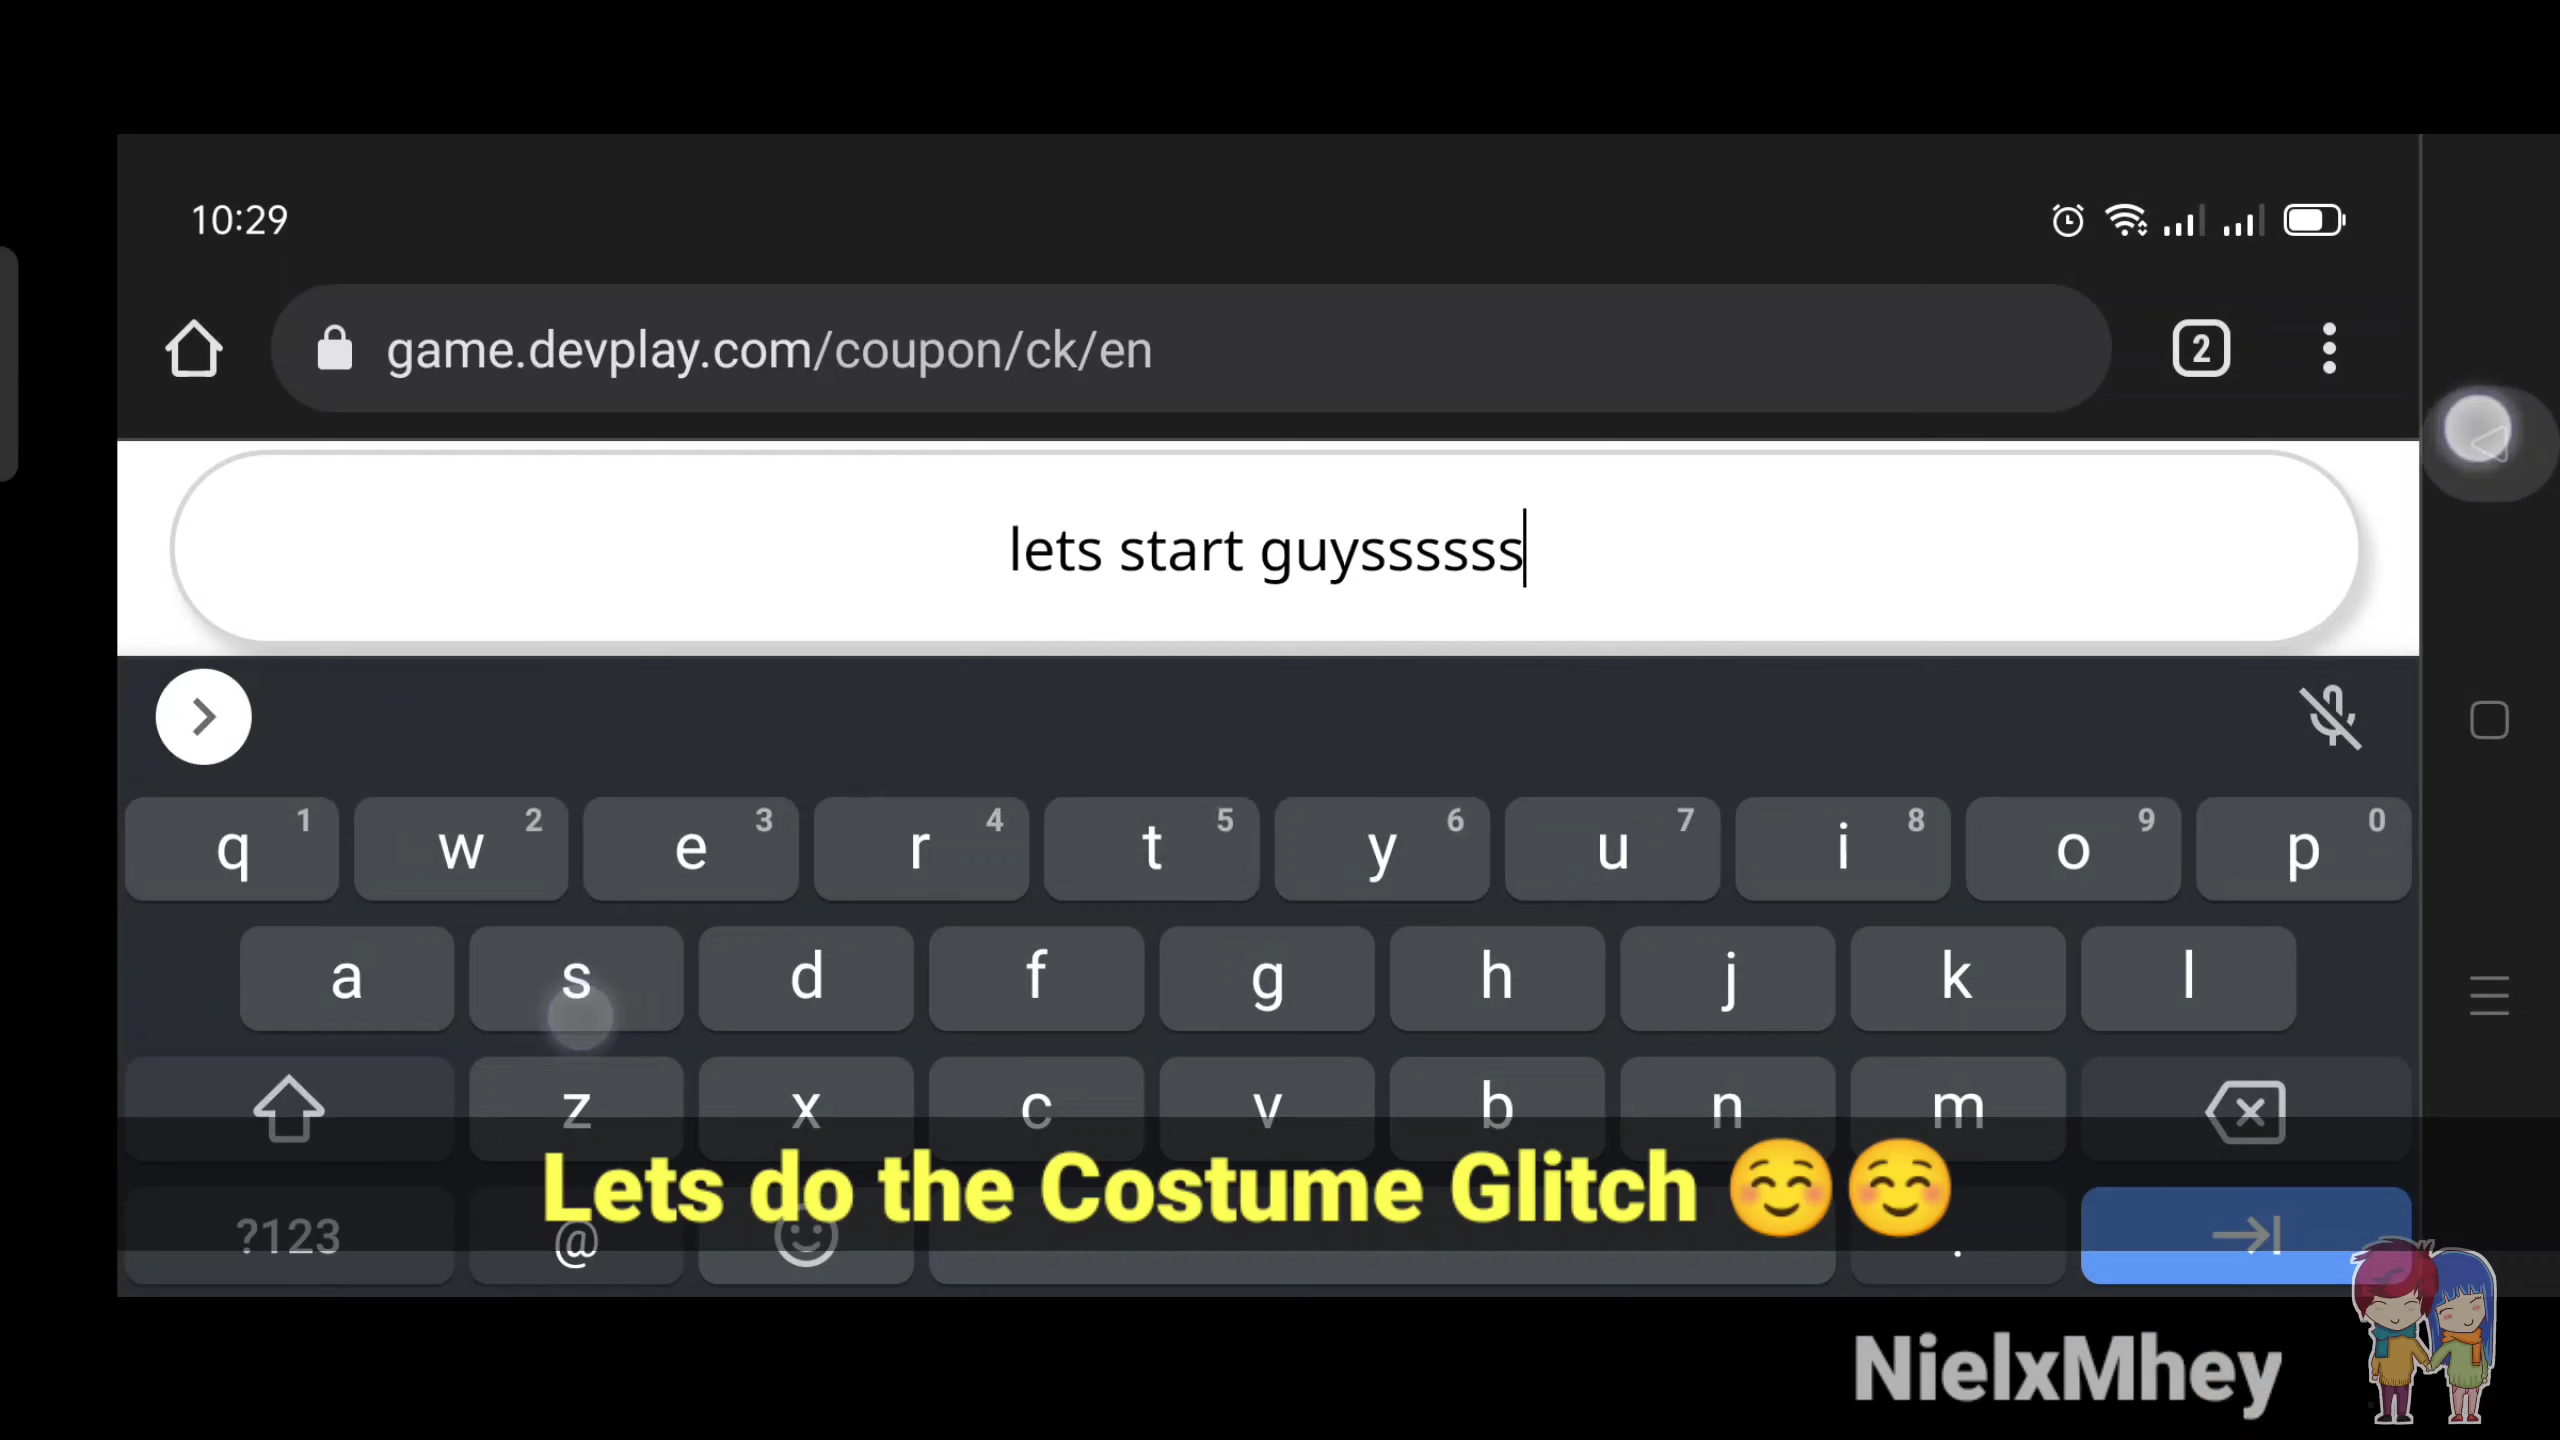 10:29
game.devplay.com/coupon/ck/en
2
lets start guyssssss
q 1 w 2 e 3 r 4 t 5 y 6 u 7 i 8 o 9 p 0
a s d f g h j k l
z x c v b n m
Lets do the Costume Glitch ☺️☺️
?123 @ .
NielxMhey